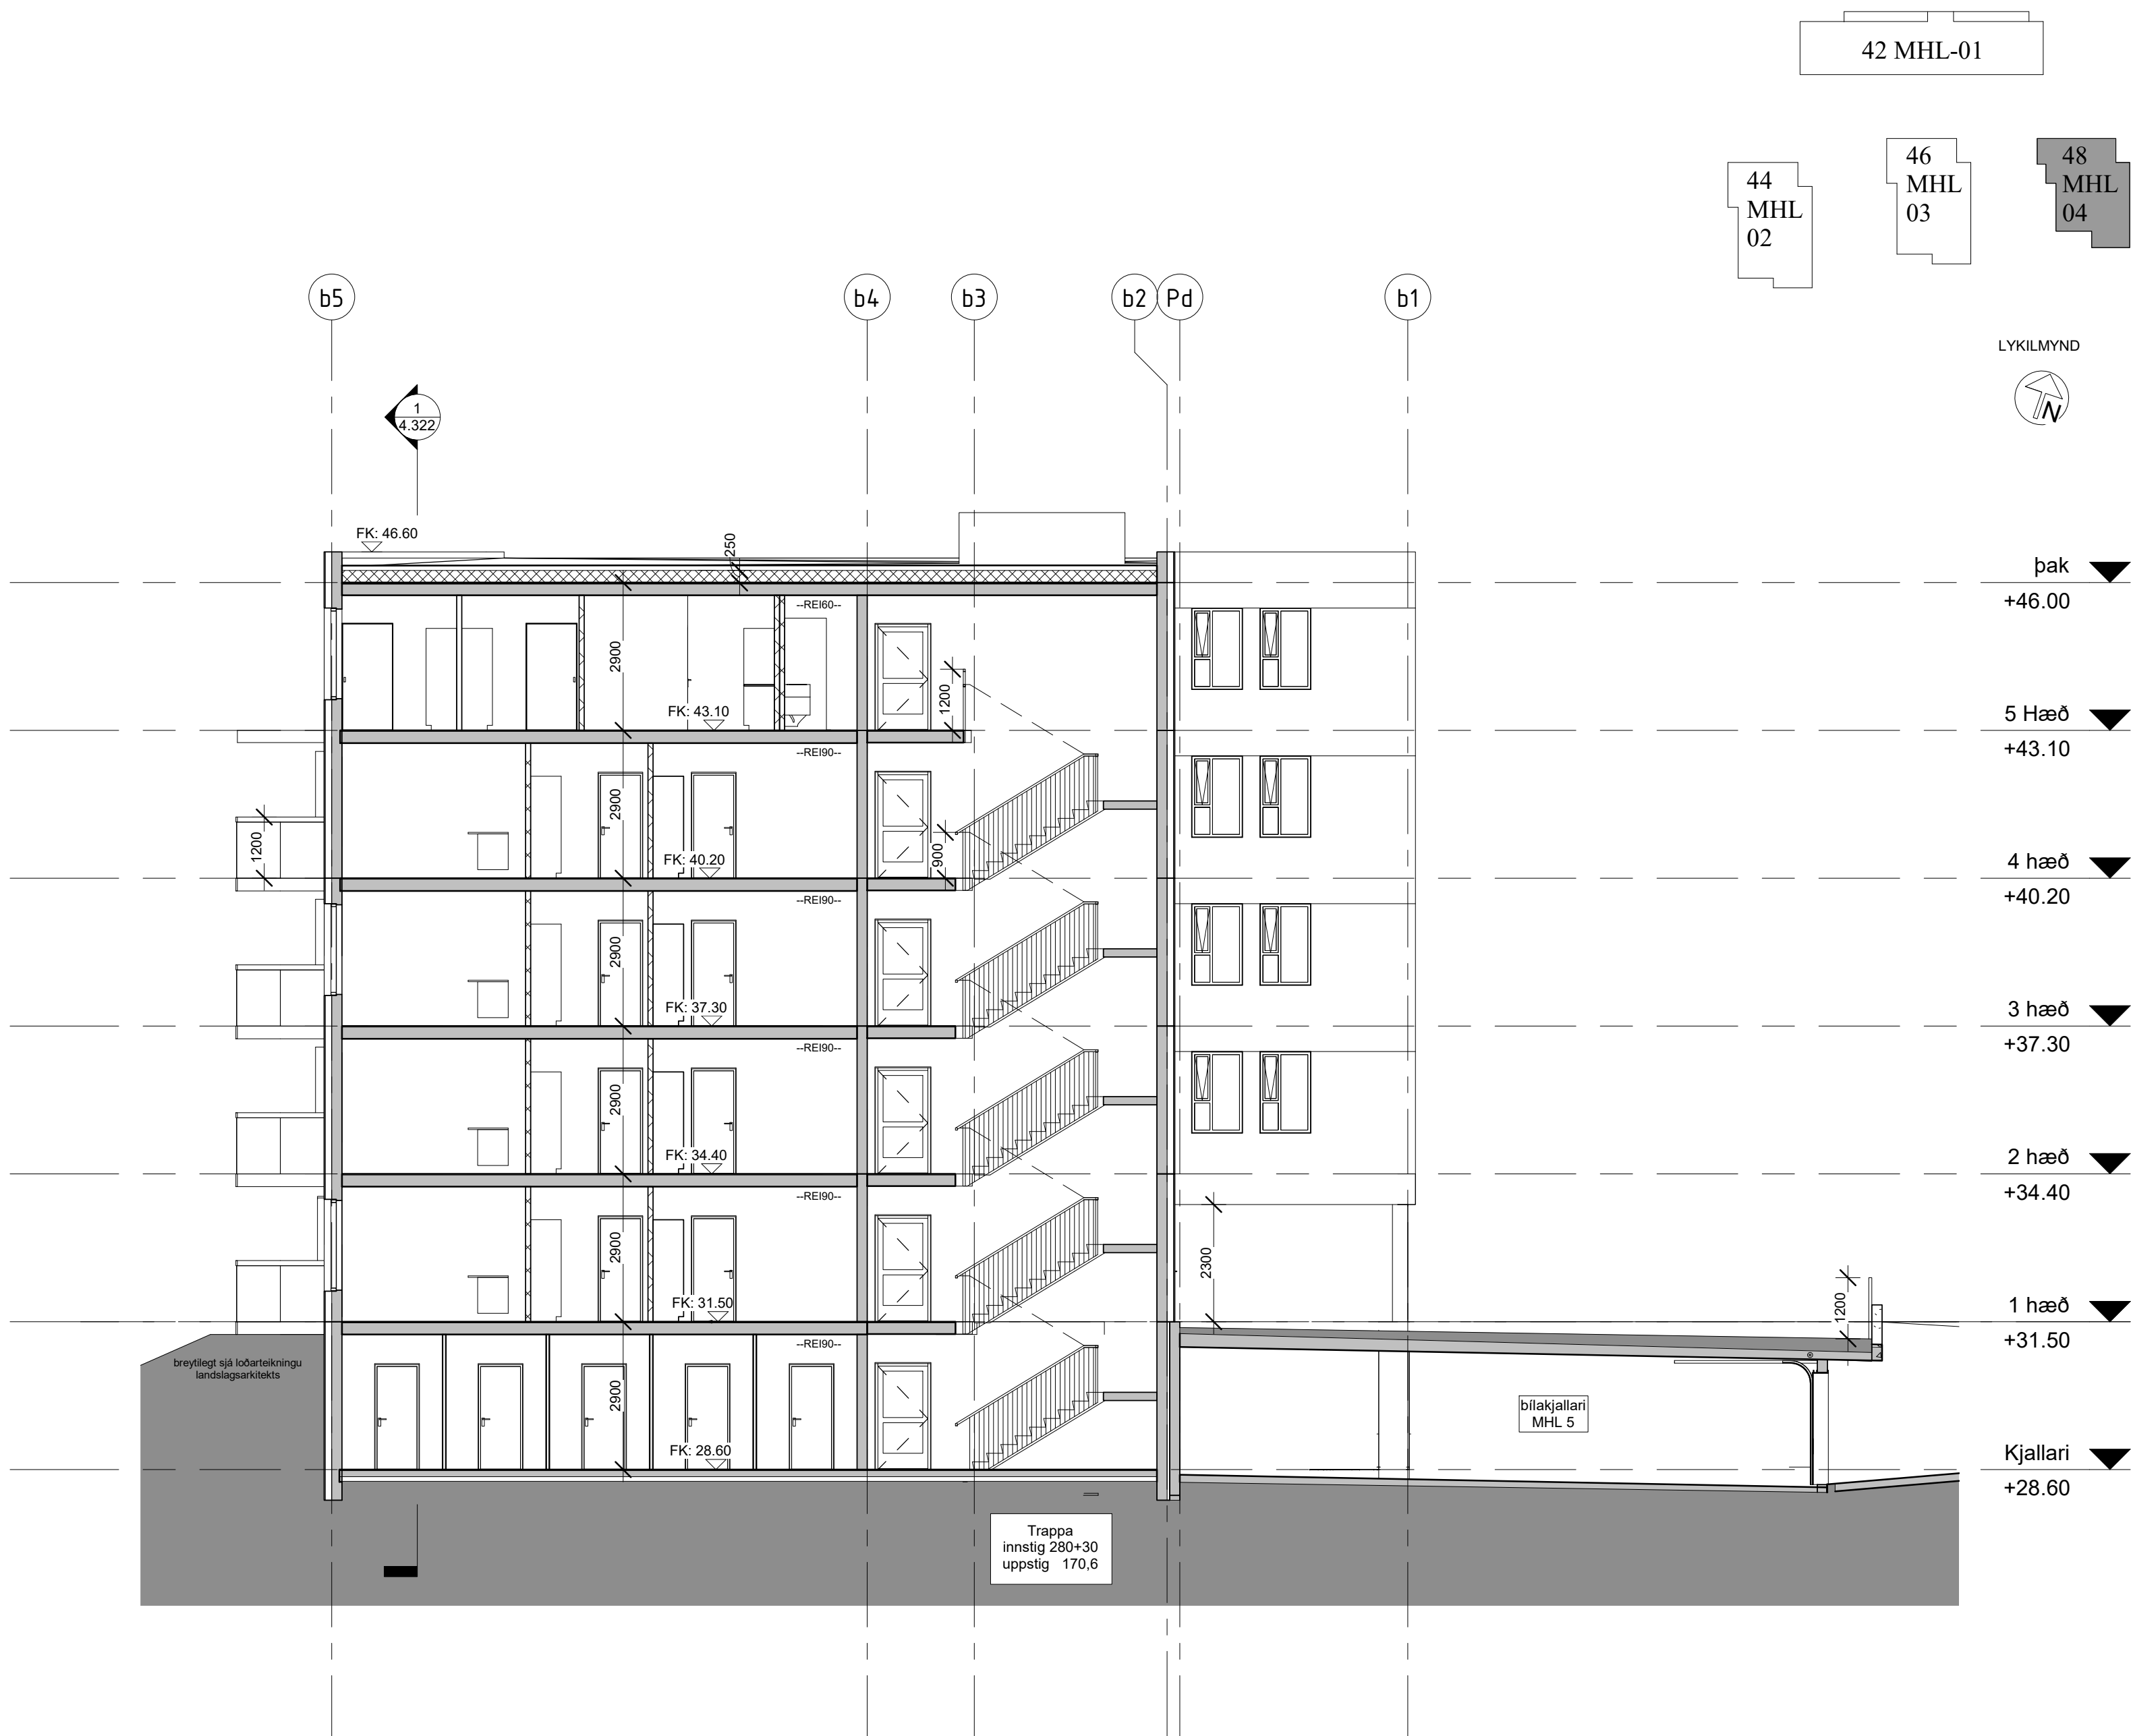 42 MHL-01
44
MHL
02
46
MHL
03
48
MHL
04
LYKILMYND
N
b5
b4
b3
b2
Pd
b1
1
4.322
FK: 46.60
250
þak
+46.00
--REI60--
2900
1200
FK: 43.10
5 Hæð
+43.10
--REI90--
2900
1200
900
FK: 40.20
4 hæð
+40.20
--REI90--
2900
FK: 37.30
3 hæð
+37.30
--REI90--
2900
FK: 34.40
2 hæð
+34.40
--REI90--
2900
2300
FK: 31.50
1200
1 hæð
+31.50
--REI90--
breytilegt sjá loðarteikningu
landslagsarkitekts
2900
bílakjallari
MHL 5
FK: 28.60
Kjallari
+28.60
Trappa
innstig 280+30
uppstig 170,6